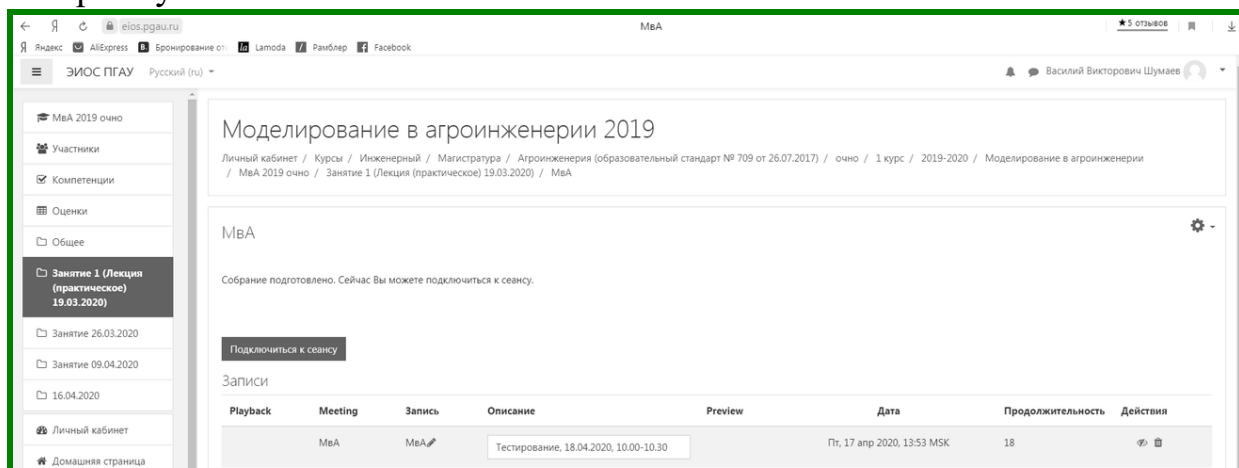 eios.pgau.ru
МвА
★5 отзывов
Яндекс
AliExpress
Бронирование от
Lamoda
Рамблер
Facebook
ЭИОС ПГАУ
Русский (ru)
Василий Викторович Шумаев
МвА 2019 очно
Участники
Компетенции
Оценки
Общее
Занятие 1 (Лекция
(практическое)
19.03.2020)
Занятие 26.03.2020
Занятие 09.04.2020
16.04.2020
Личный кабинет
Домашняя страница
Моделирование в агроинженерии 2019
Личный кабинет / Курсы / Инженерный / Магистратура / Агроинженерия (образовательный стандарт № 709 от 26.07.2017) / очно / 1 курс / 2019-2020 / Моделирование в агроинженерии
/ МвА 2019 очно / Занятие 1 (Лекция (практическое) 19.03.2020) / МвА
МвА
Собрание подготовлено. Сейчас Вы можете подключиться к сеансу.
Подключиться к сеансу
Записи
Playback Meeting Запись Описание Preview Дата Продолжительность Действия
МвА МвА Тестирование, 18.04.2020, 10.00-10.30 Пт, 17 апр 2020, 13:53 MSK 18